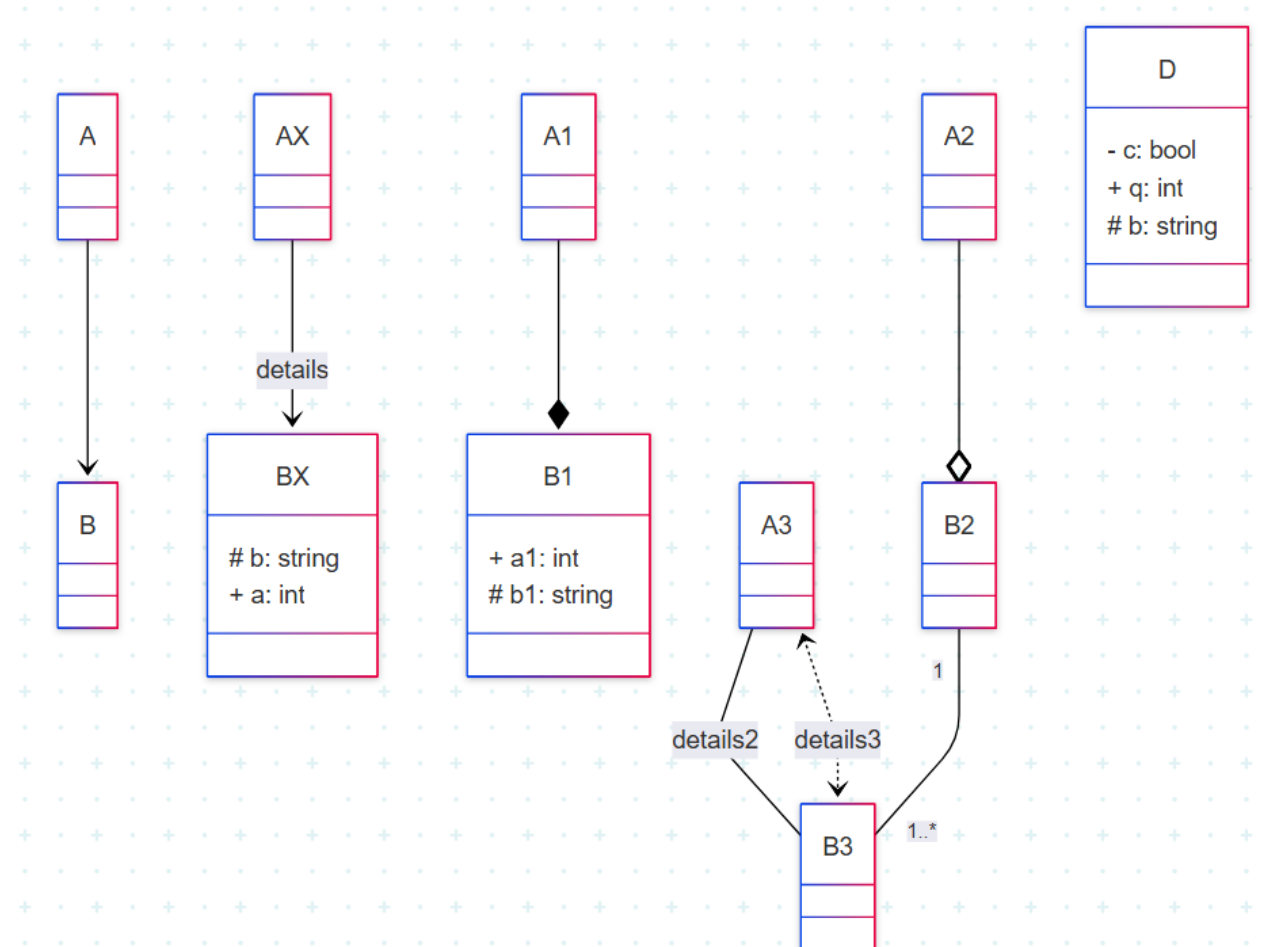 A
AX
A1
A2
D
- c: bool
+ q: int
# b: string
details
B
BX
# b: string
+ a: int
B1
+ a1: int
# b1: string
A3
B2
1
details2
details3
1..*
B3